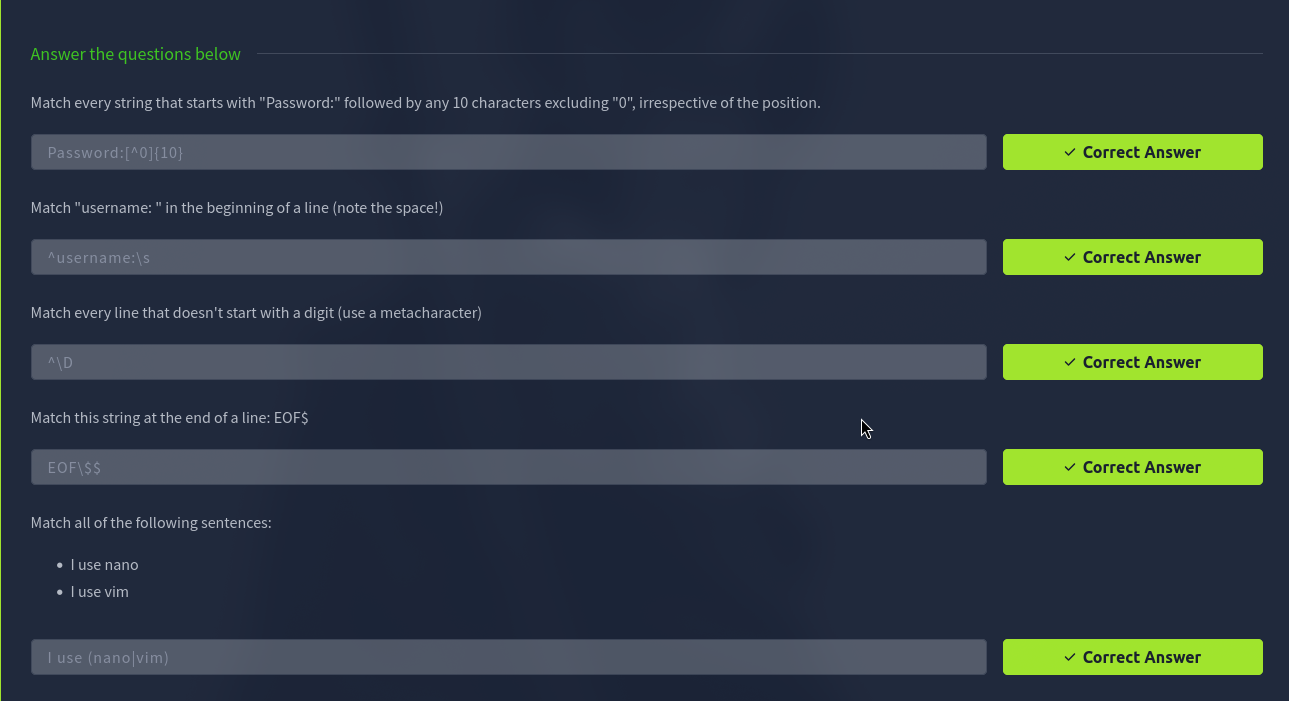 Answer the questions below
Match every string that starts with "Password:" followed by any 10 characters excluding "0", irrespective of the position.
Password:[^0]{10}
✓ Correct Answer
Match "username: " in the beginning of a line (note the space!)
^username:\s
✓ Correct Answer
Match every line that doesn't start with a digit (use a metacharacter)
^\D
✓ Correct Answer
Match this string at the end of a line: EOF$
EOF\$$
✓ Correct Answer
Match all of the following sentences:
• I use nano
• I use vim
I use (nano|vim)
✓ Correct Answer